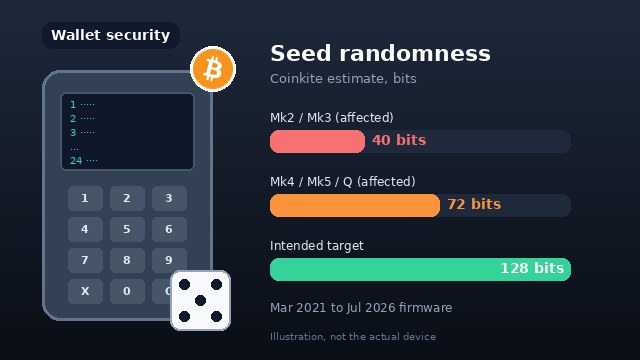 Wallet security
₿
1 ·····
2 ·····
3 ·····
...
24 ····
1 2 3
4 5 6
7 8 9
X 0
Seed randomness
Coinkite estimate, bits
Mk2 / Mk3 (affected)
40 bits
Mk4 / Mk5 / Q (affected)
72 bits
Intended target
128 bits
Mar 2021 to Jul 2026 firmware
Illustration, not the actual device